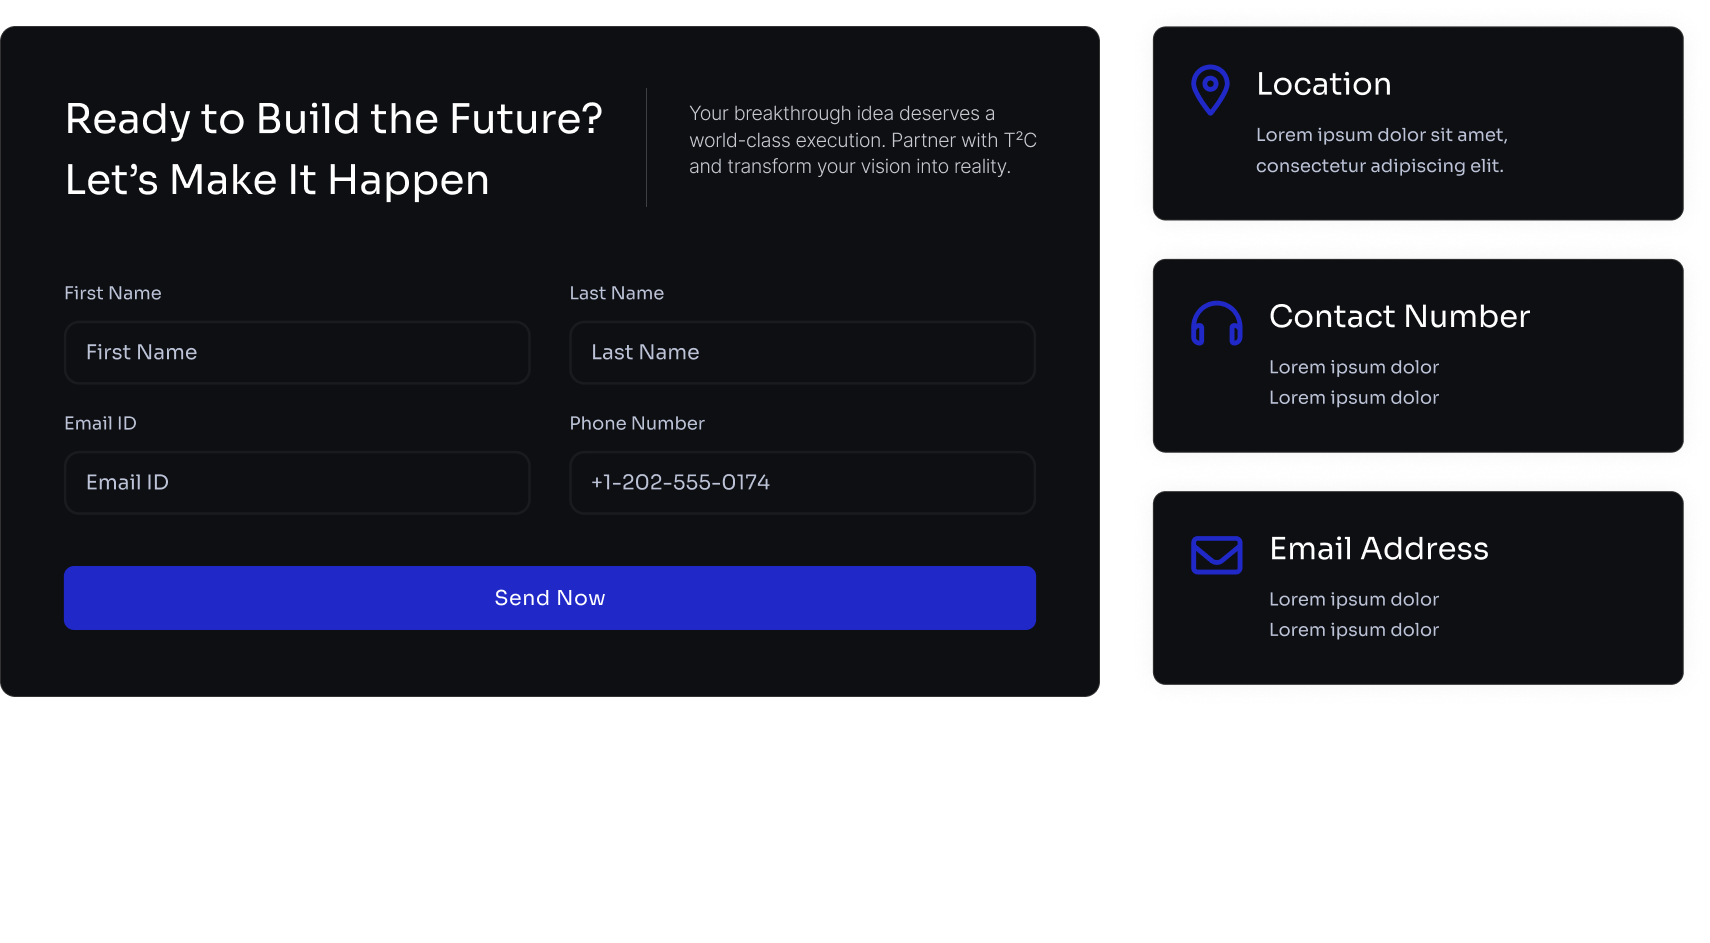 Ready to Build the Future?
Let’s Make It Happen
Your breakthrough idea deserves a
world-class execution. Partner with T²C
and transform your vision into reality.
First Name
First Name
Last Name
Last Name
Email ID
Email ID
Phone Number
+1-202-555-0174
Send Now
Location
Lorem ipsum dolor sit amet,
consectetur adipiscing elit.
Contact Number
Lorem ipsum dolor
Lorem ipsum dolor
Email Address
Lorem ipsum dolor
Lorem ipsum dolor